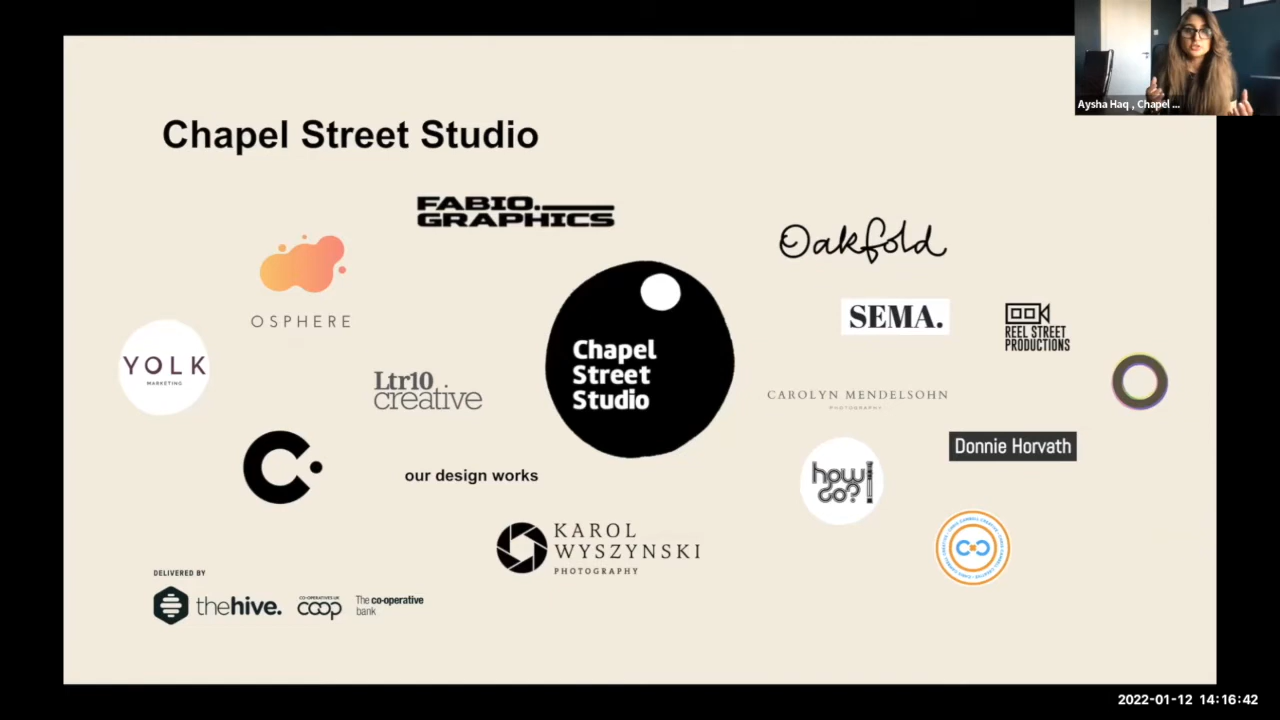 Aysha Haq , Chapel ...
Chapel Street Studio
FABIO.
GRAPHICS
Oakfold
OSPHERE
SEMA.
REEL STREET
PRODUCTIONS
YOLK
MARKETING
Chapel
Street
Studio
Ltr10
creative
CAROLYN MENDELSOHN
PHOTOGRAPHY
Donnie Horvath
how
go?!
our design works
KAROL
WYSZYNSKI
PHOTOGRAPHY
DELIVERED BY
thehive.
CO-OPERATIVES UK
coop
The co-operative
bank
2022-01-12 14:16:42